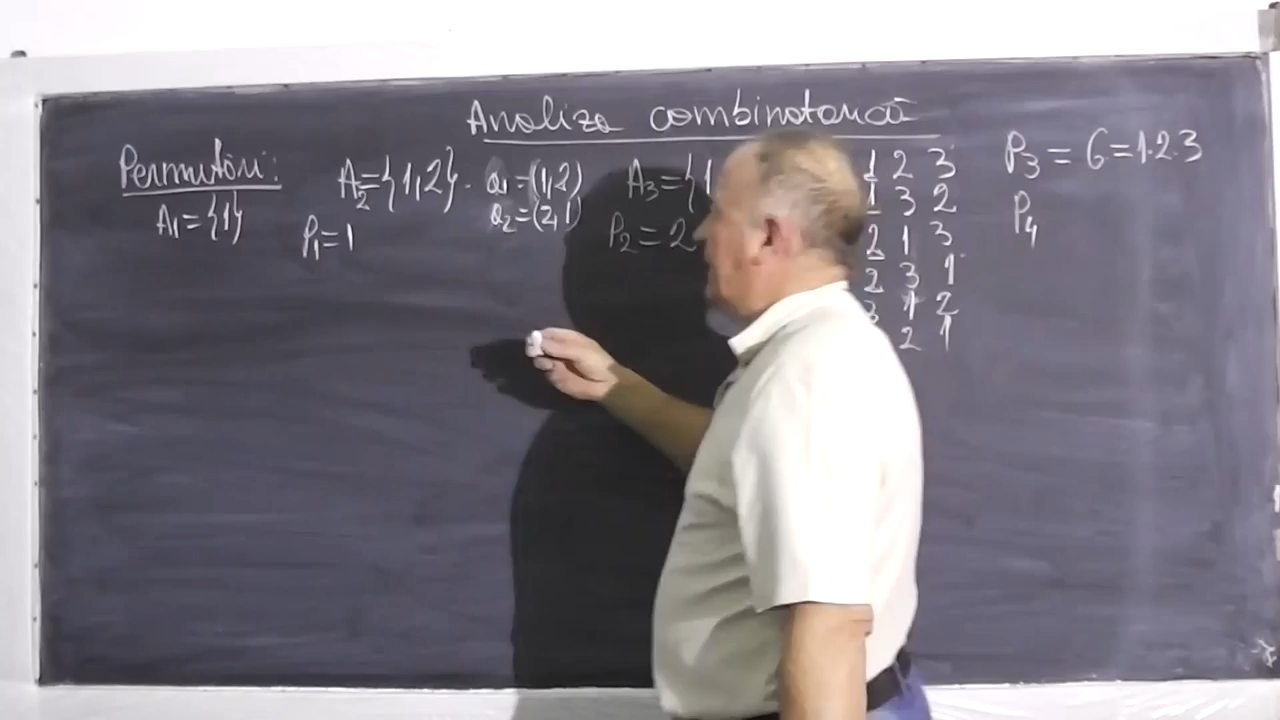 Analiza combinatorică
Permutări:
A₁={1}
P₁=1
A₂={1,2}.
a₁=(1,2)
a₂=(2,1)
A₃={1
P₂=2
1 2 3
1 3 2
2 1 3
2 3 1
3 1 2
2 1
P₃=6=1·2·3
P₄